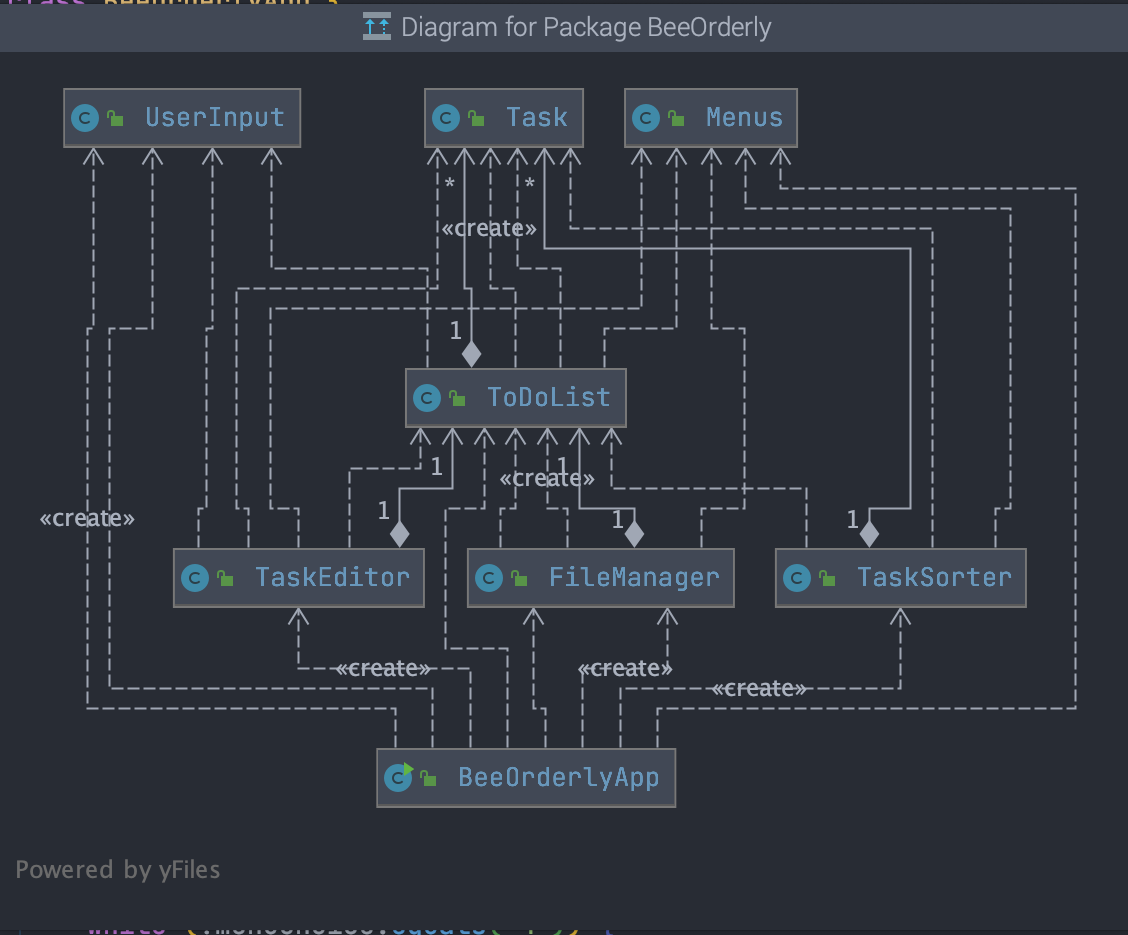 Diagram for Package BeeOrderly
C UserInput
C Task
C Menus
* *
«create»
1
C ToDoList
1 1
«create»
1 1 1
«create»
C TaskEditor
C FileManager
C TaskSorter
«create» «create»
«create»
C BeeOrderlyApp
Powered by yFiles